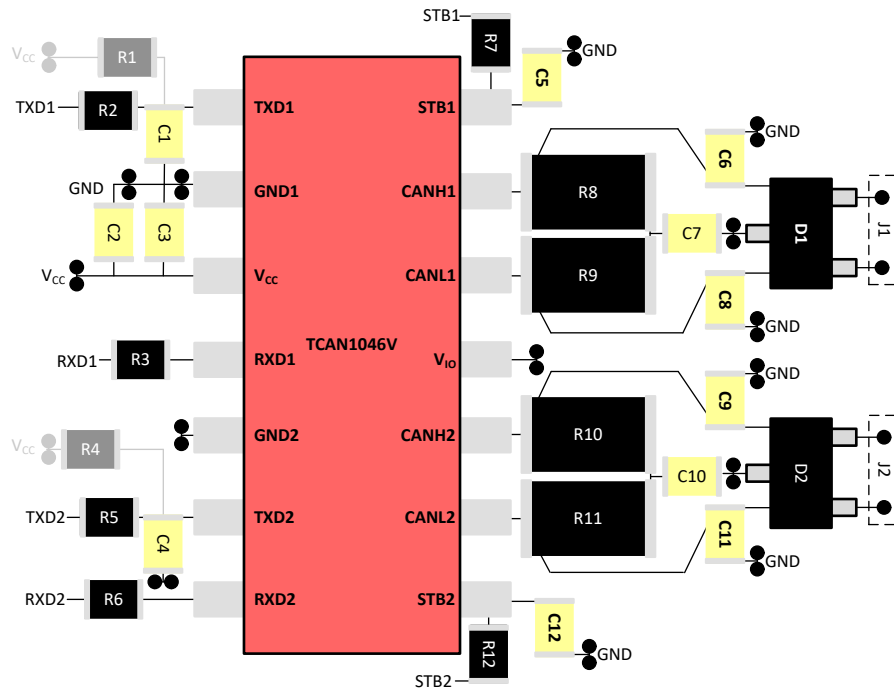 STB1
R7
C5
GND
VCC
R1
TXD1
R2
C1
TXD1
STB1
C6
GND
GND
C2
C3
GND1
CANH1
R8
C7
D1
J1
VCC
VCC
CANL1
R9
C8
GND
TCAN1046V
RXD1
R3
RXD1
VIO
C9
GND
VCC
R4
GND2
CANH2
R10
C10
D2
J2
TXD2
R5
C4
TXD2
CANL2
R11
C11
GND
RXD2
R6
RXD2
STB2
C12
GND
R12
STB2